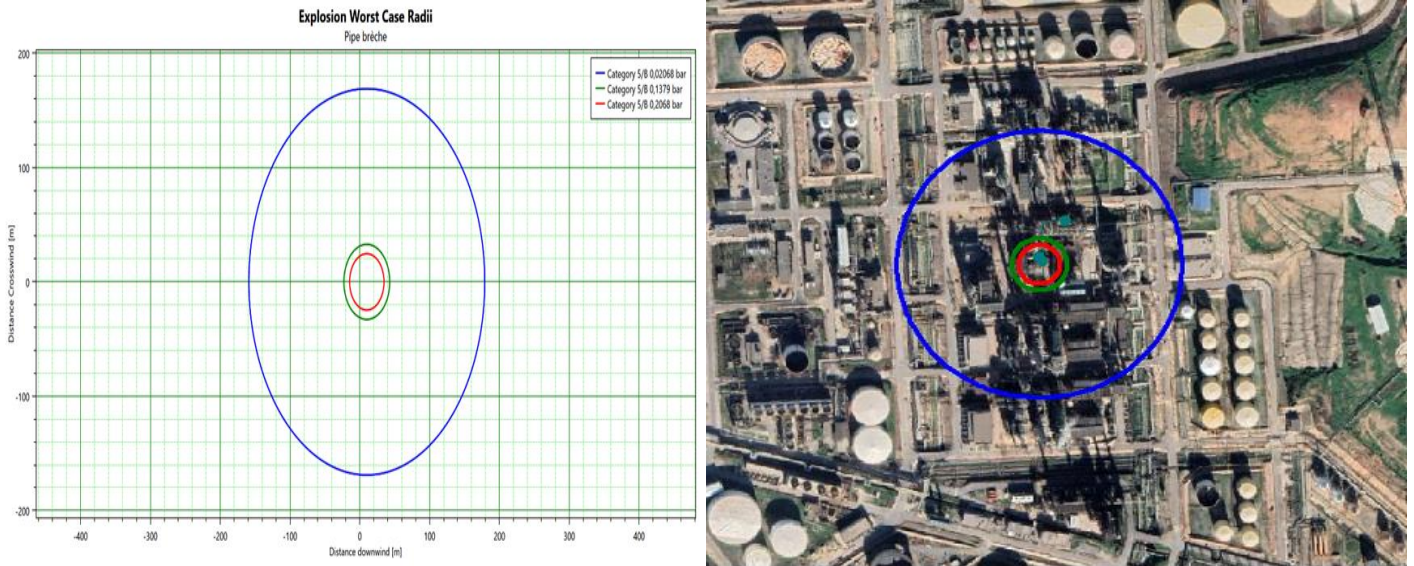 Explosion Worst Case Radii
Pipe brèche
Category 5/B 0,02068 bar
Category 5/B 0,1379 bar
Category 5/B 0,2068 bar
200
100
0
-100
-200
Distance Crosswind [m]
-400 -300 -200 -100 0 100 200 300 400
Distance downwind [m]